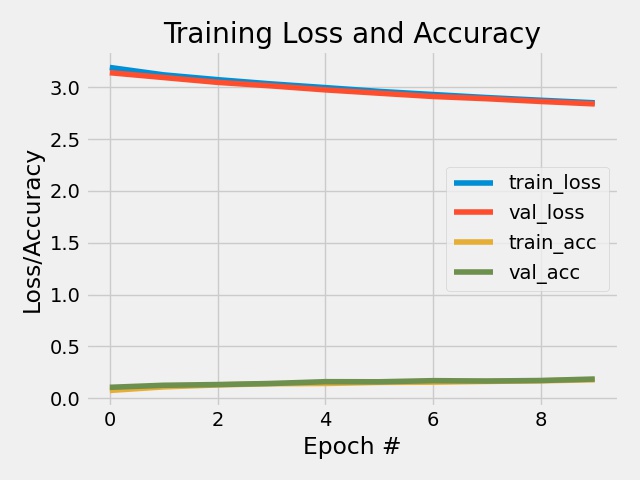 Training Loss and Accuracy
Loss/Accuracy
3.0
2.5
2.0
1.5
1.0
0.5
0.0
train_loss
val_loss
train_acc
val_acc
0 2 4 6 8
Epoch #